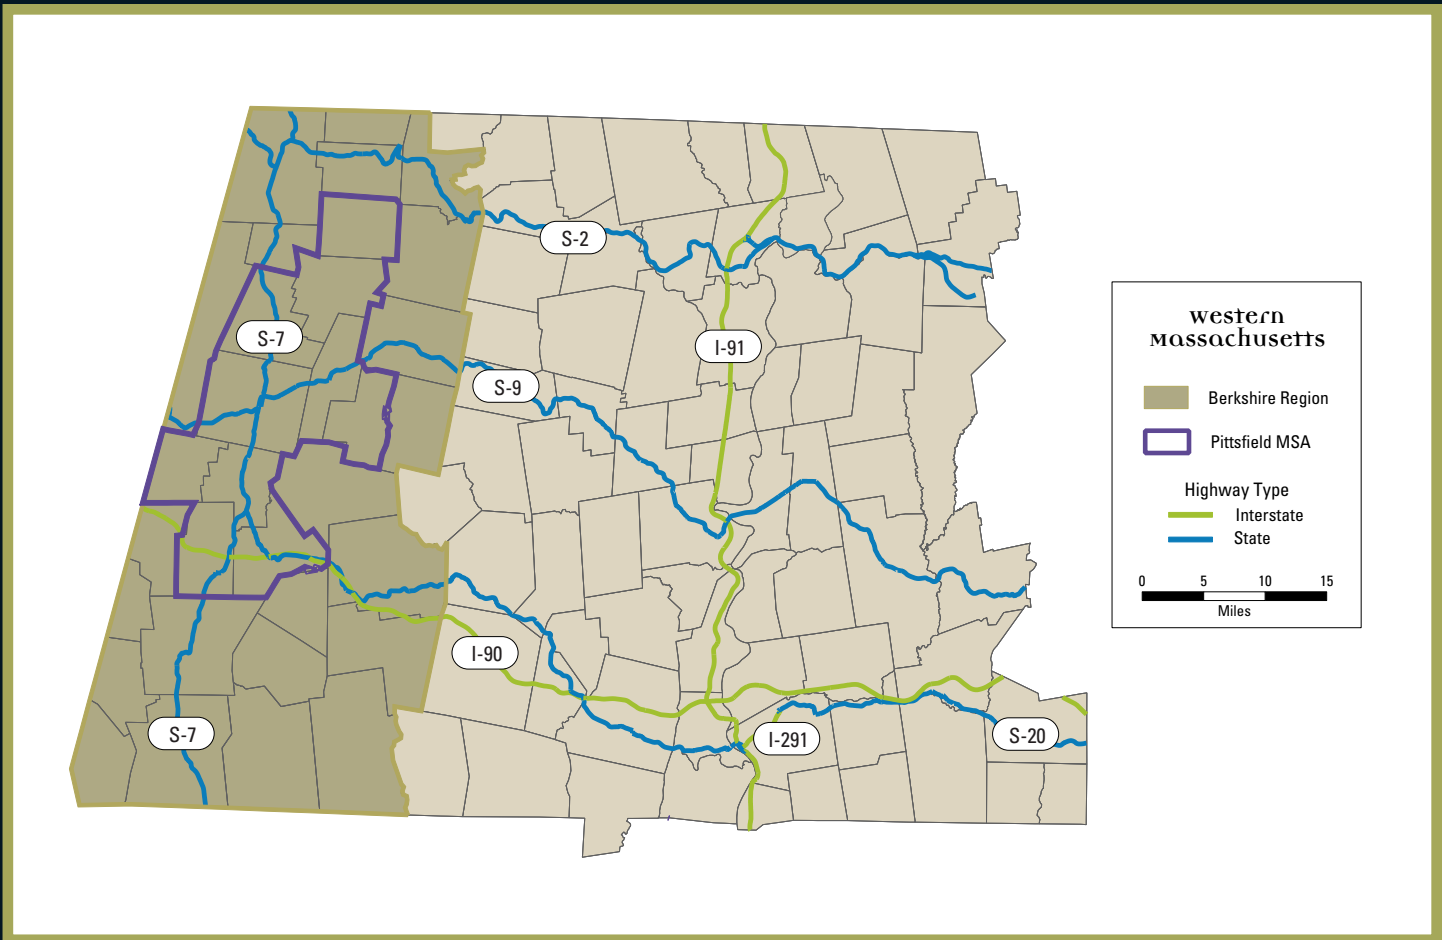 S-2
S-7
I-91
S-9
I-90
S-7
I-291
S-20
Western
Massachusetts
Berkshire Region
Pittsfield MSA
Highway Type
Interstate
State
0 5 10 15
Miles